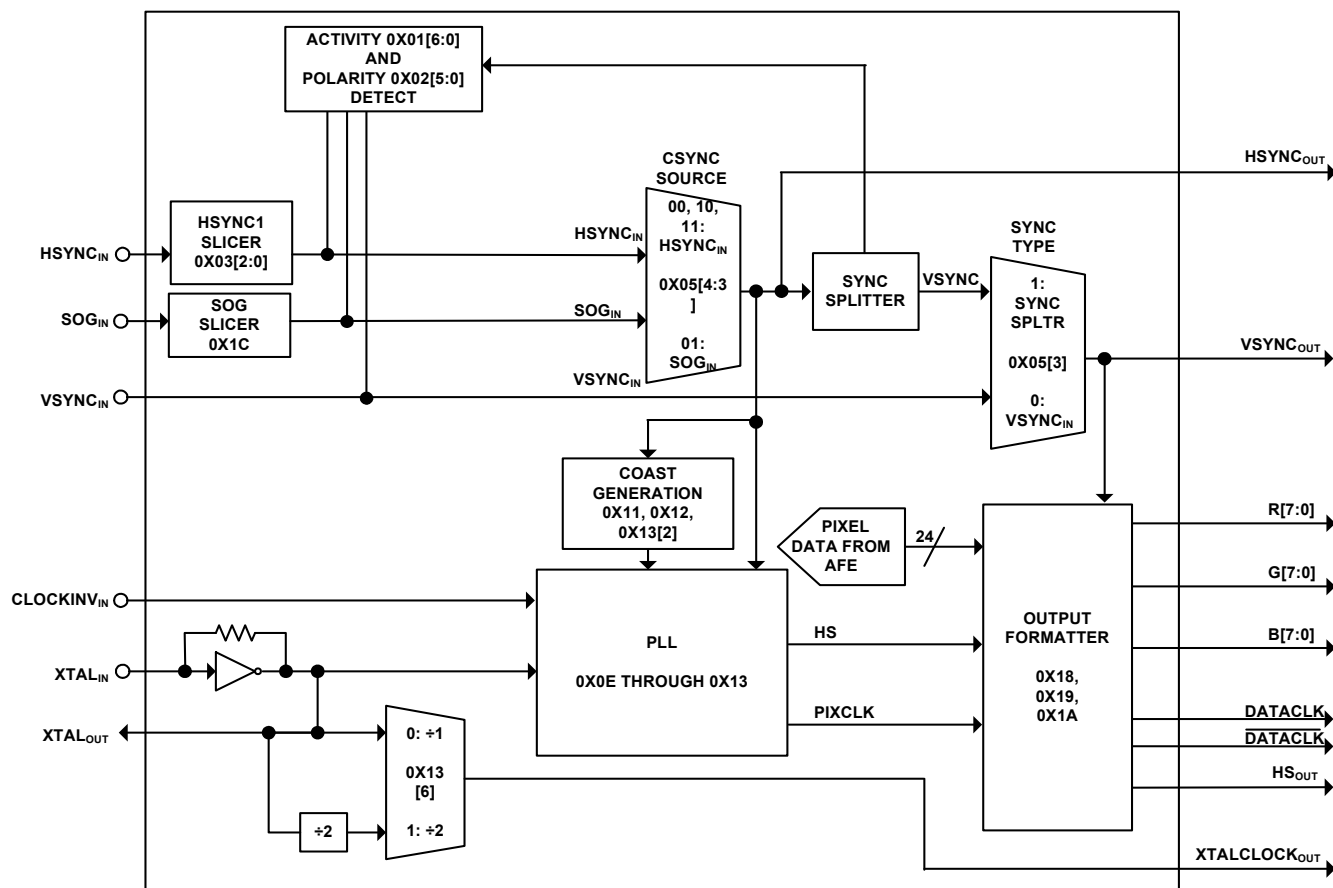 ACTIVITY 0X01[6:0]
AND
POLARITY 0X02[5:0]
DETECT
CSYNC
SOURCE
HSYNCOUT
00, 10,
11:
HSYNCIN
0X05[4:3
]
01:
SOGIN
HSYNC1
SLICER
0X03[2:0]
HSYNCIN
HSYNCIN
SYNC
TYPE
SOG
SLICER
0X1C
SOGIN
SOGIN
SYNC
SPLITTER
VSYNC
1:
SYNC
SPLTR
0X05[3]
0:
VSYNCIN
VSYNCOUT
VSYNCIN
VSYNCIN
COAST
GENERATION
0X11, 0X12,
0X13[2]
PIXEL
DATA FROM
AFE
24
R[7:0]
G[7:0]
B[7:0]
CLOCKINVIN
PLL
0X0E THROUGH 0X13
HS
PIXCLK
OUTPUT
FORMATTER
0X18,
0X19,
0X1A
XTALIN
XTALOUT
DATACLK
DATACLK
HSOUT
0: ÷1
0X13
[6]
1: ÷2
÷2
XTALCLOCKOUT